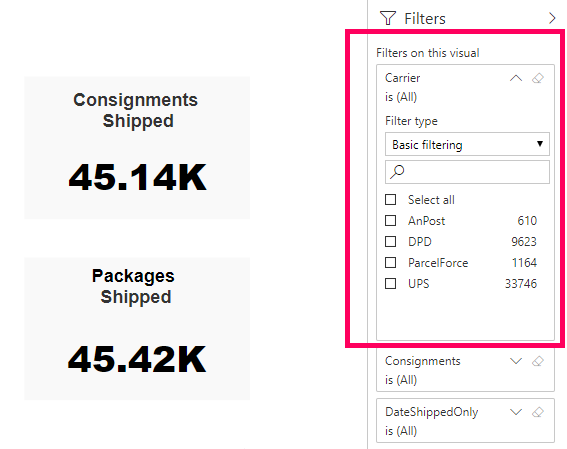 Consignments
Shipped
45.14K
Packages
Shipped
45.42K
Filters
Filters on this visual
Carrier
is (All)
Filter type
Basic filtering
Select all
AnPost 610
DPD 9623
ParcelForce 1164
UPS 33746
Consignments
is (All)
DateShippedOnly
is (All)